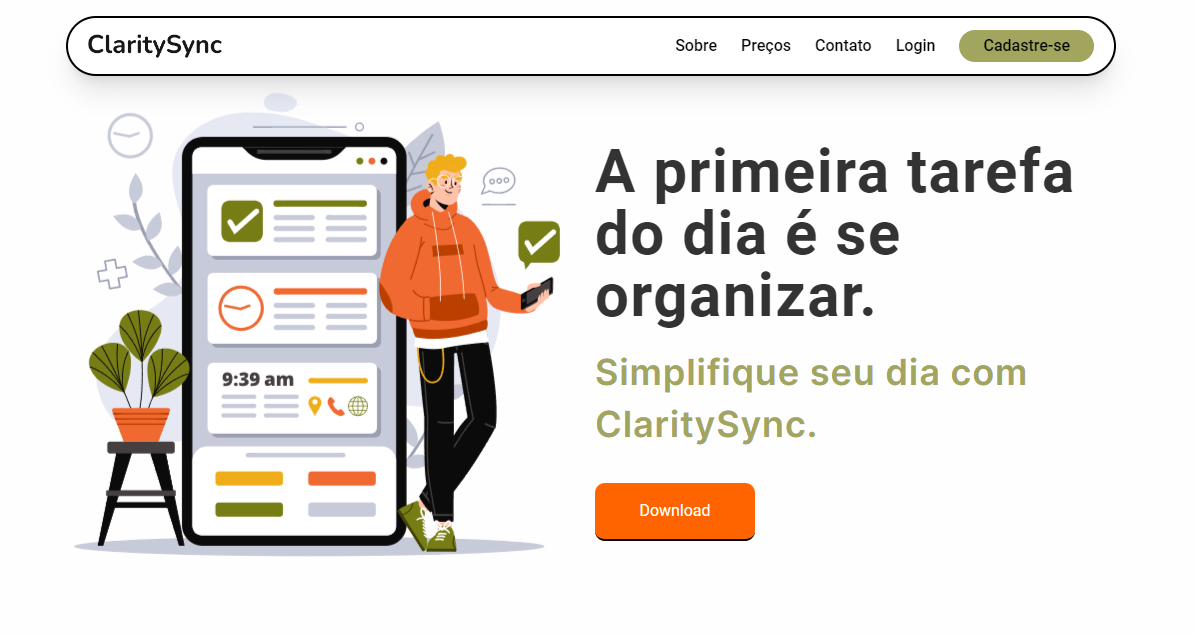 ClaritySync
Sobre Preços Contato Login Cadastre-se
A primeira tarefa
do dia é se
organizar.
Simplifique seu dia com
ClaritySync.
Download
9:39 am